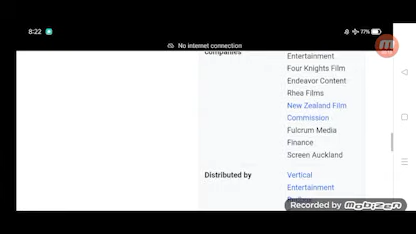 8:22
77%
No internet connection
companies
Entertainment
Four Knights Film
Endeavor Content
Rhea Films
New Zealand Film
Commission
Fulcrum Media
Finance
Screen Auckland
Distributed by
Vertical
Entertainment
Recorded by MOBIZEN